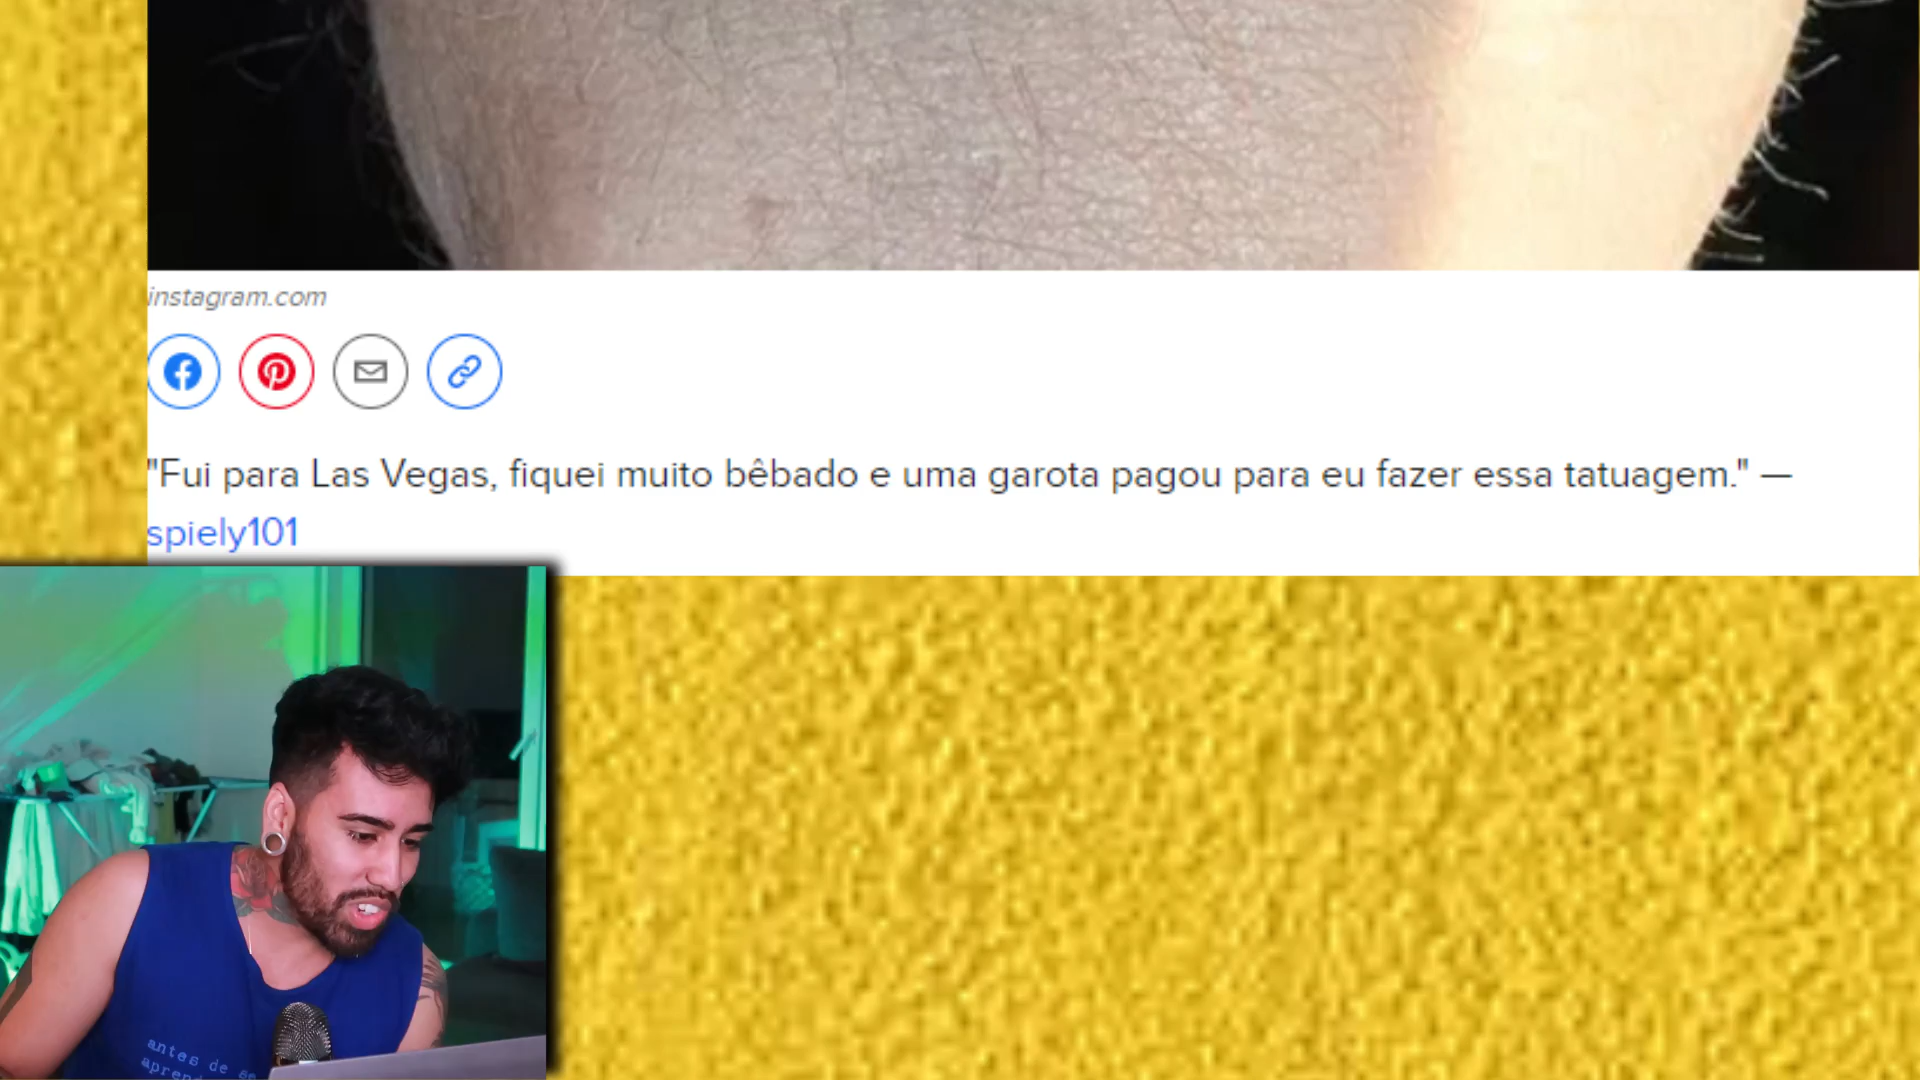 instagram.com
"Fui para Las Vegas, fiquei muito bêbado e uma garota pagou para eu fazer essa tatuagem." —
spiely101
antes de se